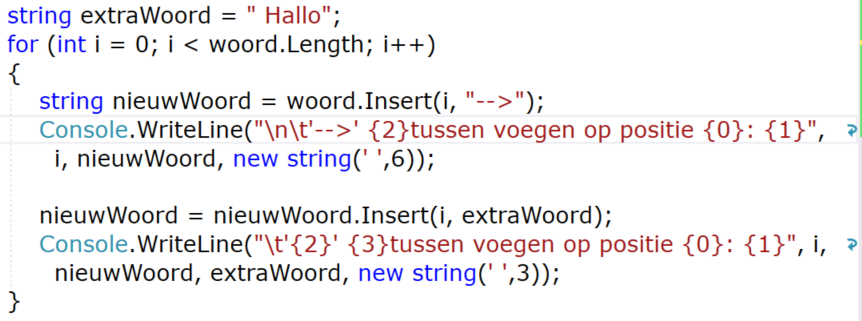 string extraWoord = " Hallo";
for (int i = 0; i < woord.Length; i++)
{
string nieuwWoord = woord.Insert(i, "-->");
Console.WriteLine("\n\t'-->' {2}tussen voegen op positie {0}: {1}",
i, nieuwWoord, new string(' ',6));
nieuwWoord = nieuwWoord.Insert(i, extraWoord);
Console.WriteLine("\t'{2}' {3}tussen voegen op positie {0}: {1}", i,
nieuwWoord, extraWoord, new string(' ',3));
}